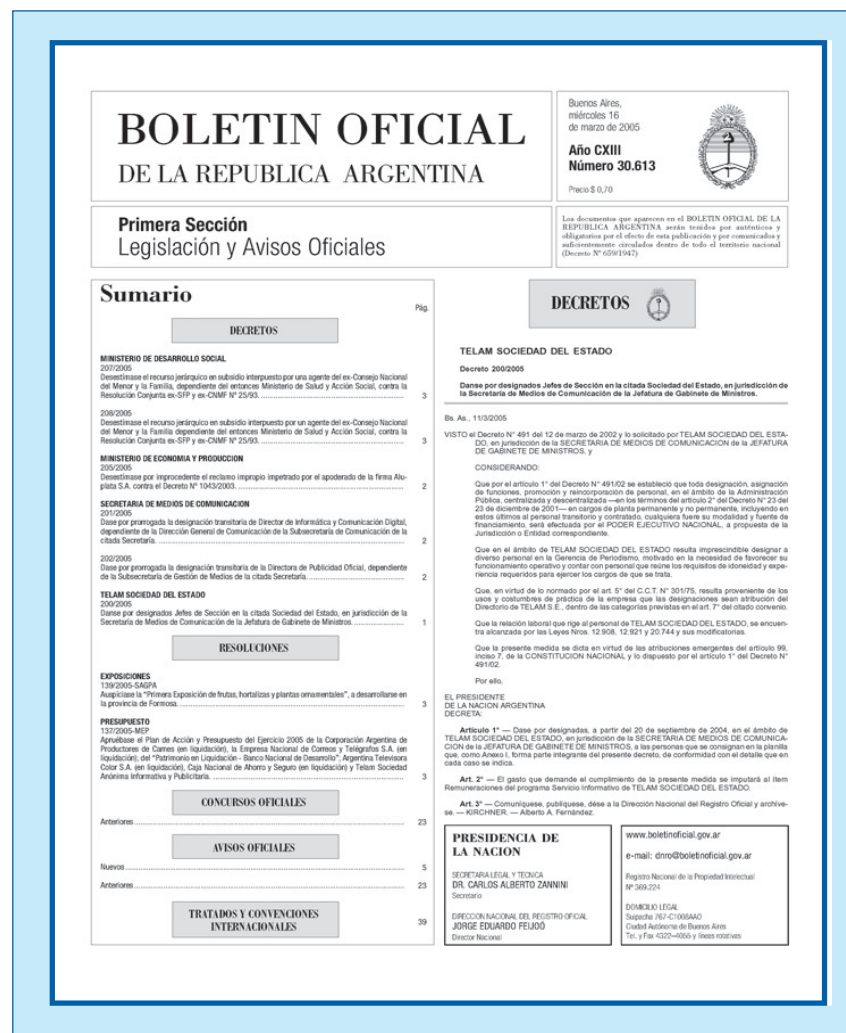 BOLETIN OFICIAL
DE LA REPUBLICA ARGENTINA
Buenos Aires,
miércoles 16
de marzo de 2005
Año CXIII
Número 30.613
Precio $ 0,70
Primera Sección
Legislación y Avisos Oficiales
Los documentos que aparecen en el BOLETIN OFICIAL DE LA
REPUBLICA ARGENTINA serán tenidos por auténticos y
obligatorios por el efecto de esta publicación y por comunicados y
suficientemente circulados dentro de todo el territorio nacional
(Decreto Nº 659/1947)
Sumario
Pág.
DECRETOS
MINISTERIO DE DESARROLLO SOCIAL
207/2005
Desestímase el recurso jerárquico en subsidio interpuesto por una agente del ex-Consejo Nacional
del Menor y la Familia, dependiente del entonces Ministerio de Salud y Acción Social, contra la
Resolución Conjunta ex-SFP y ex-CNMF Nº 25/93. 3
208/2005
Desestímase el recurso jerárquico en subsidio interpuesto por un agente del ex-Consejo Nacional
del Menor y la Familia dependiente del entonces Ministerio de Salud y Acción Social, contra la
Resolución Conjunta ex-SFP y ex-CNMF Nº 25/93. 3
MINISTERIO DE ECONOMIA Y PRODUCCION
205/2005
Desestímase por improcedente el reclamo impropio impetrado por el apoderado de la firma Alu-
plata S.A. contra el Decreto Nº 1043/2003. 2
SECRETARIA DE MEDIOS DE COMUNICACION
201/2005
Dase por prorrogada la designación transitoria de Director de Informática y Comunicación Digital,
dependiente de la Dirección General de Comunicación de la Subsecretaría de Comunicación de la
citada Secretaría. 2
202/2005
Dase por prorrogada la designación transitoria de la Directora de Publicidad Oficial, dependiente
de la Subsecretaría de Gestión de Medios de la citada Secretaría. 2
TELAM SOCIEDAD DEL ESTADO
200/2005
Danse por designados Jefes de Sección en la citada Sociedad del Estado, en jurisdicción de la
Secretaría de Medios de Comunicación de la Jefatura de Gabinete de Ministros. 1
RESOLUCIONES
EXPOSICIONES
139/2005-SAGPA
Auspíciase la "Primera Exposición de frutas, hortalizas y plantas ornamentales", a desarrollarse en
la provincia de Formosa. 3
PRESUPUESTO
137/2005-MEP
Apruébase el Plan de Acción y Presupuesto del Ejercicio 2005 de la Corporación Argentina de
Productores de Carnes (en liquidación), la Empresa Nacional de Correos y Telégrafos S.A. (en
liquidación); del "Patrimonio en Liquidación - Banco Nacional de Desarrollo"; Argentina Televisora
Color S.A. (en liquidación), Caja Nacional de Ahorro y Seguro (en liquidación) y Telam Sociedad
Anónima Informativa y Publicitaria. 3
CONCURSOS OFICIALES
Anteriores 23
AVISOS OFICIALES
Nuevos 5
Anteriores 23
TRATADOS Y CONVENCIONES
INTERNACIONALES 39
DECRETOS
TELAM SOCIEDAD DEL ESTADO
Decreto 200/2005
Danse por designados Jefes de Sección en la citada Sociedad del Estado, en jurisdicción de
la Secretaría de Medios de Comunicación de la Jefatura de Gabinete de Ministros.
Bs. As., 11/3/2005
VISTO el Decreto N° 491 del 12 de marzo de 2002 y lo solicitado por TELAM SOCIEDAD DEL ESTA-
DO, en jurisdicción de la SECRETARIA DE MEDIOS DE COMUNICACION de la JEFATURA
DE GABINETE DE MINISTROS, y
CONSIDERANDO:
Que por el artículo 1° del Decreto N° 491/02 se estableció que toda designación, asignación
de funciones, promoción y reincorporación de personal, en el ámbito de la Administración
Pública, centralizada y descentralizada —en los términos del artículo 2° del Decreto N° 23 del
23 de diciembre de 2001— en cargos de planta permanente y no permanente, incluyendo en
estos últimos al personal transitorio y contratado, cualquiera fuere su modalidad y fuente de
financiamiento, será efectuada por el PODER EJECUTIVO NACIONAL, a propuesta de la
Jurisdicción o Entidad correspondiente.
Que en el ámbito de TELAM SOCIEDAD DEL ESTADO resulta imprescindible designar a
diverso personal en la Gerencia de Periodismo, motivado en la necesidad de favorecer su
funcionamiento operativo y contar con personal que reúne los requisitos de idoneidad y expe-
riencia requeridos para ejercer los cargos de que se trata.
Que, en virtud de lo normado por el art. 5° del C.C.T. N° 301/75, resulta proveniente de los
usos y costumbres de práctica de la empresa que las designaciones sean atribución del
Directorio de TELAM S.E., dentro de las categorías previstas en el art. 7° del citado convenio.
Que la relación laboral que rige al personal de TELAM SOCIEDAD DEL ESTADO, se encuen-
tra alcanzada por las Leyes Nros. 12.908, 12.921 y 20.744 y sus modificatorias.
Que la presente medida se dicta en virtud de las atribuciones emergentes del artículo 99,
inciso 7, de la CONSTITUCION NACIONAL y lo dispuesto por el artículo 1° del Decreto N°
491/02.
Por ello,
EL PRESIDENTE
DE LA NACION ARGENTINA
DECRETA:
Artículo 1° — Dase por designadas, a partir del 20 de septiembre de 2004, en el ámbito de
TELAM SOCIEDAD DEL ESTADO, en jurisdicción de la SECRETARIA DE MEDIOS DE COMUNICA-
CION de la JEFATURA DE GABINETE DE MINISTROS, a las personas que se consignan en la planilla
que, como Anexo I, forma parte integrante del presente decreto, de conformidad con el detalle que en
cada caso se indica.
Art. 2° — El gasto que demande el cumplimiento de la presente medida se imputará al Item
Remuneraciones del programa Servicio Informativo de TELAM SOCIEDAD DEL ESTADO.
Art. 3° — Comuníquese, publíquese, dése a la Dirección Nacional del Registro Oficial y archíve-
se. — KIRCHNER. — Alberto A. Fernández.
PRESIDENCIA DE
LA NACION
SECRETARIA LEGAL Y TECNICA
DR. CARLOS ALBERTO ZANNINI
Secretario
DIRECCION NACIONAL DEL REGISTRO OFICIAL
JORGE EDUARDO FEIJOÓ
Director Nacional
www.boletinoficial.gov.ar
e-mail: dnro@boletinoficial.gov.ar
Registro Nacional de la Propiedad Intelectual
Nº 369.224
DOMICILIO LEGAL
Suipacha 767-C1008AAO
Ciudad Autónoma de Buenos Aires
Tel. y Fax 4322-4055 y líneas rotativas